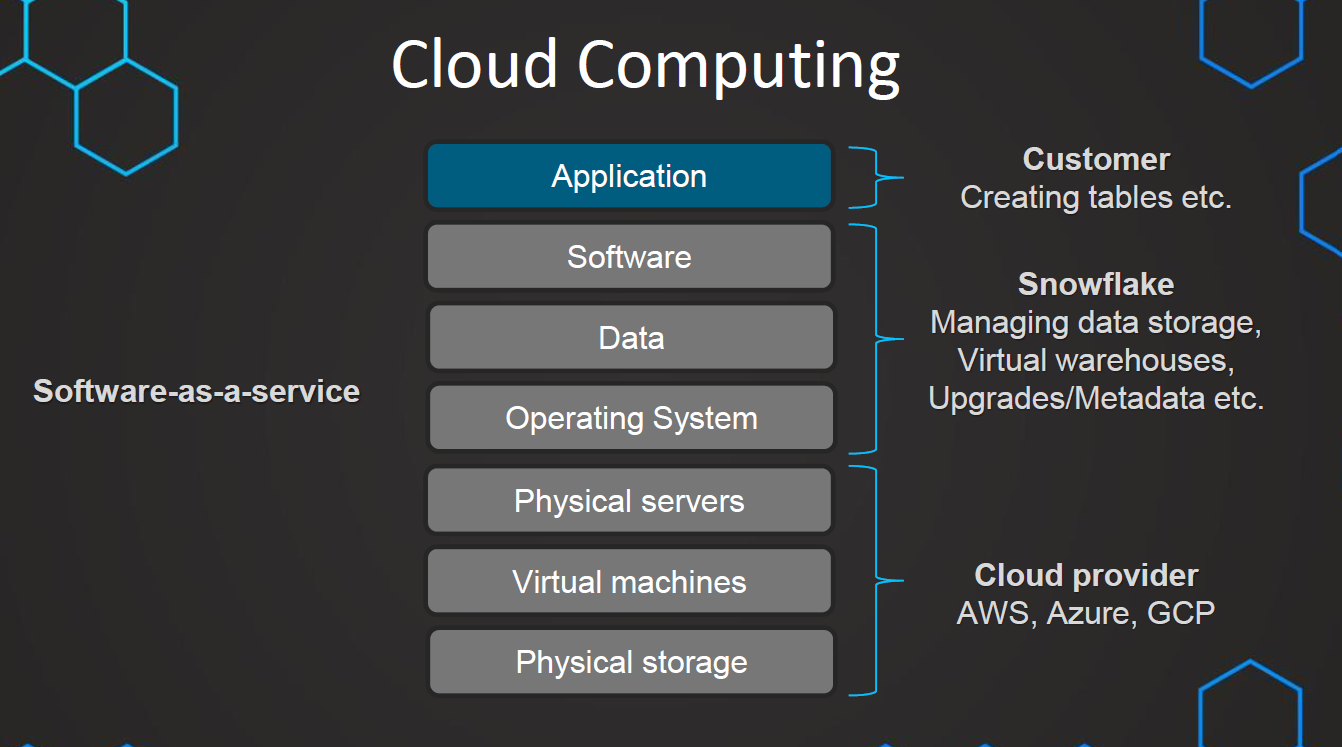 Cloud Computing
Application
Customer
Creating tables etc.
Software
Data
Operating System
Snowflake
Managing data storage,
Virtual warehouses,
Upgrades/Metadata etc.
Software-as-a-service
Physical servers
Virtual machines
Physical storage
Cloud provider
AWS, Azure, GCP